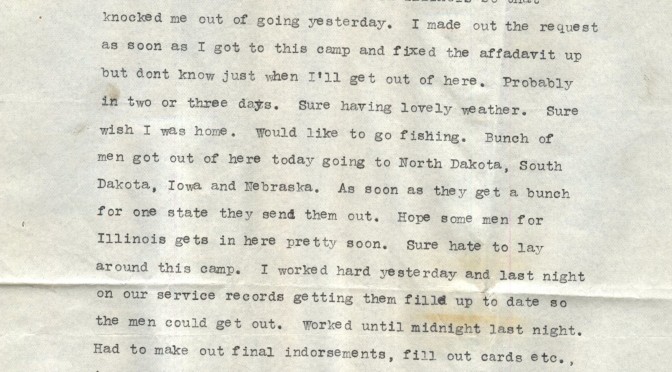 knocked me out of going yesterday. I made out the request
as soon as I got to this camp and fixed the affadavit up
but dont know just when I'll get out of here. Probably
in two or three days. Sure having lovely weather. Sure
wish I was home. Would like to go fishing. Bunch of
men got out of here today going to North Dakota, South
Dakota, Iowa and Nebraska. As soon as they get a bunch
for one state they send them out. Hope some men for
Illinois gets in here pretty soon. Sure hate to lay
around this camp. I worked hard yesterday and last night
on our service records getting them filld up to date so
the men could get out. Worked until midnight last night.
Had to make out final indorsements, fill out cards etc.,